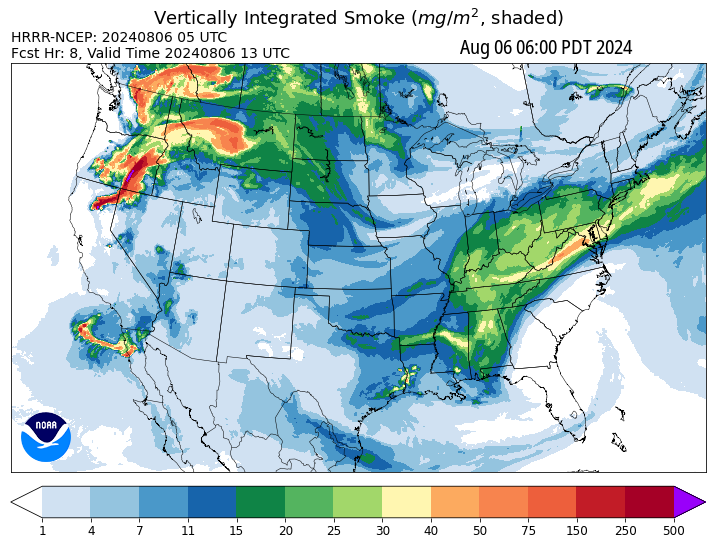 Vertically Integrated Smoke (mg/m², shaded)
HRRR-NCEP: 20240806 05 UTC
Fcst Hr: 8, Valid Time 20240806 13 UTC
Aug 06 06:00 PDT 2024
NOAA
1 4 7 11 15 20 25 30 40 50 75 150 250 500